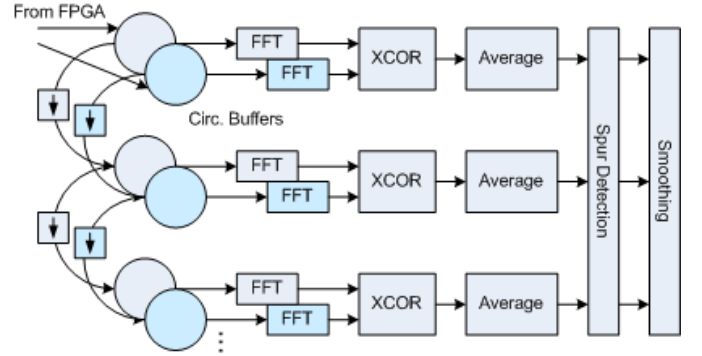 From FPGA
FFT
FFT
XCOR
Average
Circ. Buffers
FFT
FFT
XCOR
Average
FFT
FFT
XCOR
Average
Spur Detection
Smoothing